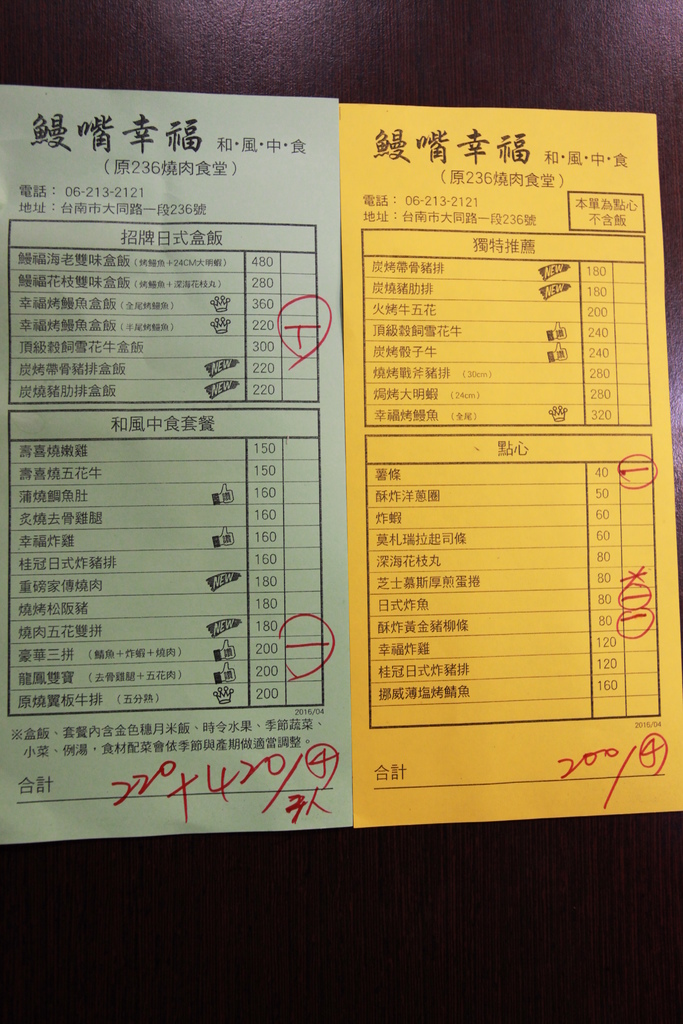 鰻嘴幸福 和・風・中・食
（原236燒肉食堂）
電話： 06-213-2121
地址：台南市大同路一段236號
招牌日式盒飯
鰻福海老雙味盒飯（烤鰻魚＋24CM大明蝦） 480
鰻福花枝雙味盒飯（烤鰻魚＋深海花枝丸） 280
幸福烤鰻魚盒飯（全尾烤鰻魚） 360
幸福烤鰻魚盒飯（半尾烤鰻魚） 220
頂級穀飼雪花牛盒飯 300
炭烤帶骨豬排盒飯 NEW 220
炭燒豬肋排盒飯 NEW 220
和風中食套餐
壽喜燒嫩雞 150
壽喜燒五花牛 150
蒲燒鯛魚肚 讚 160
炙燒去骨雞腿 160
幸福炸雞 讚 160
桂冠日式炸豬排 160
重磅家傳燒肉 NEW 180
燒烤松阪豬 180
燒肉五花雙拼 NEW 180
豪華三拼（鯖魚＋炸蝦＋燒肉） 讚 200 一
龍鳳雙寶（去骨雞腿＋五花肉） 讚 200
原燒翼板牛排（五分熟） 200
2016/04
※盒飯、套餐內含金色穗月米飯、時令水果、季節蔬菜、
小菜、例湯，食材配菜會依季節與產期做適當調整。
合計 220+420/④
鰻嘴幸福 和・風・中・食
（原236燒肉食堂）
電話： 06-213-2121
地址：台南市大同路一段236號
本單為點心
不含飯
獨特推薦
炭烤帶骨豬排 NEW 180
炭燒豬肋排 NEW 180
火烤牛五花 200
頂級穀飼雪花牛 讚 240
炭烤骰子牛 讚 240
燒烤戰斧豬排（30cm） 280
焗烤大明蝦（24cm） 280
幸福烤鰻魚（全尾） 320
、 點心
薯條 40 一
酥炸洋蔥圈 50
炸蝦 60
莫札瑞拉起司條 60
深海花枝丸 80
芝士慕斯厚煎蛋捲 80
日式炸魚 80 一
酥炸黃金豬柳條 80 一
幸福炸雞 120
桂冠日式炸豬排 120
挪威薄塩烤鯖魚 160
2016/04
合計 200/④